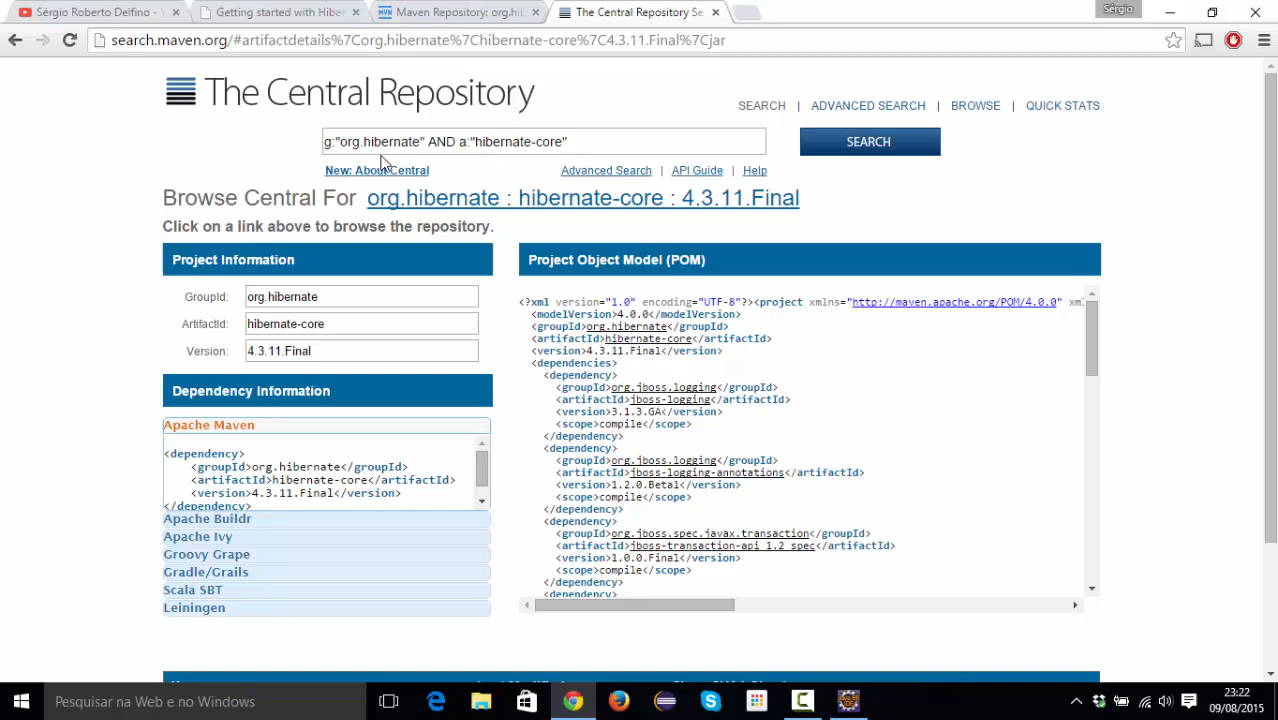 Sérgio Roberto Delfino -
Getting started with Hiber
Maven Repository: org.hi
The Central Repository Se
Sérgio
search.maven.org/#artifactdetails%7Corg.hibernate%7Chibernate-core%7C4.3.11.Final%7Cjar
The Central Repository
SEARCH | ADVANCED SEARCH | BROWSE | QUICK STATS
g:"org.hibernate" AND a:"hibernate-core"
SEARCH
New: About Central
Advanced Search | API Guide | Help
Browse Central For org.hibernate : hibernate-core : 4.3.11.Final
Click on a link above to browse the repository.
Project Information
GroupId: org.hibernate
ArtifactId: hibernate-core
Version: 4.3.11.Final
Dependency Information
Apache Maven
<dependency>
<groupId>org.hibernate</groupId>
<artifactId>hibernate-core</artifactId>
<version>4.3.11.Final</version>
</dependency>
Apache Buildr
Apache Ivy
Groovy Grape
Gradle/Grails
Scala SBT
Leiningen
Project Object Model (POM)
<?xml version="1.0" encoding="UTF-8"?><project xmlns="http://maven.apache.org/POM/4.0.0" xm
<modelVersion>4.0.0</modelVersion>
<groupId>org.hibernate</groupId>
<artifactId>hibernate-core</artifactId>
<version>4.3.11.Final</version>
<dependencies>
<dependency>
<groupId>org.jboss.logging</groupId>
<artifactId>jboss-logging</artifactId>
<version>3.1.3.GA</version>
<scope>compile</scope>
</dependency>
<dependency>
<groupId>org.jboss.logging</groupId>
<artifactId>jboss-logging-annotations</artifactId>
<version>1.2.0.Beta1</version>
<scope>compile</scope>
</dependency>
<dependency>
<groupId>org.jboss.spec.javax.transaction</groupId>
<artifactId>jboss-transaction-api_1.2_spec</artifactId>
<version>1.0.0.Final</version>
<scope>compile</scope>
</dependency>
<dependency>
Pesquisar na Web e no Windows
23:22
09/08/2015